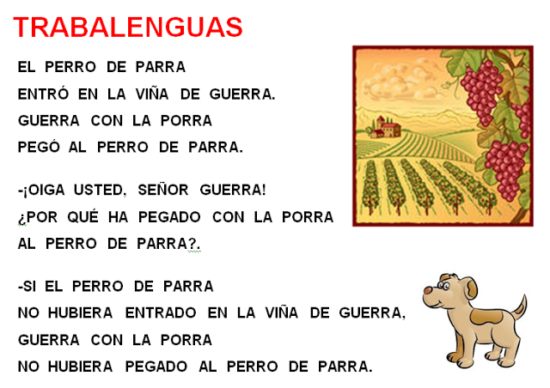 TRABALENGUAS
EL PERRO DE PARRA
ENTRÓ EN LA VIÑA DE GUERRA.
GUERRA CON LA PORRA
PEGÓ AL PERRO DE PARRA.
-¡OIGA USTED, SEÑOR GUERRA!
¿POR QUÉ HA PEGADO CON LA PORRA
AL PERRO DE PARRA?.
-SI EL PERRO DE PARRA
NO HUBIERA ENTRADO EN LA VIÑA DE GUERRA,
GUERRA CON LA PORRA
NO HUBIERA PEGADO AL PERRO DE PARRA.